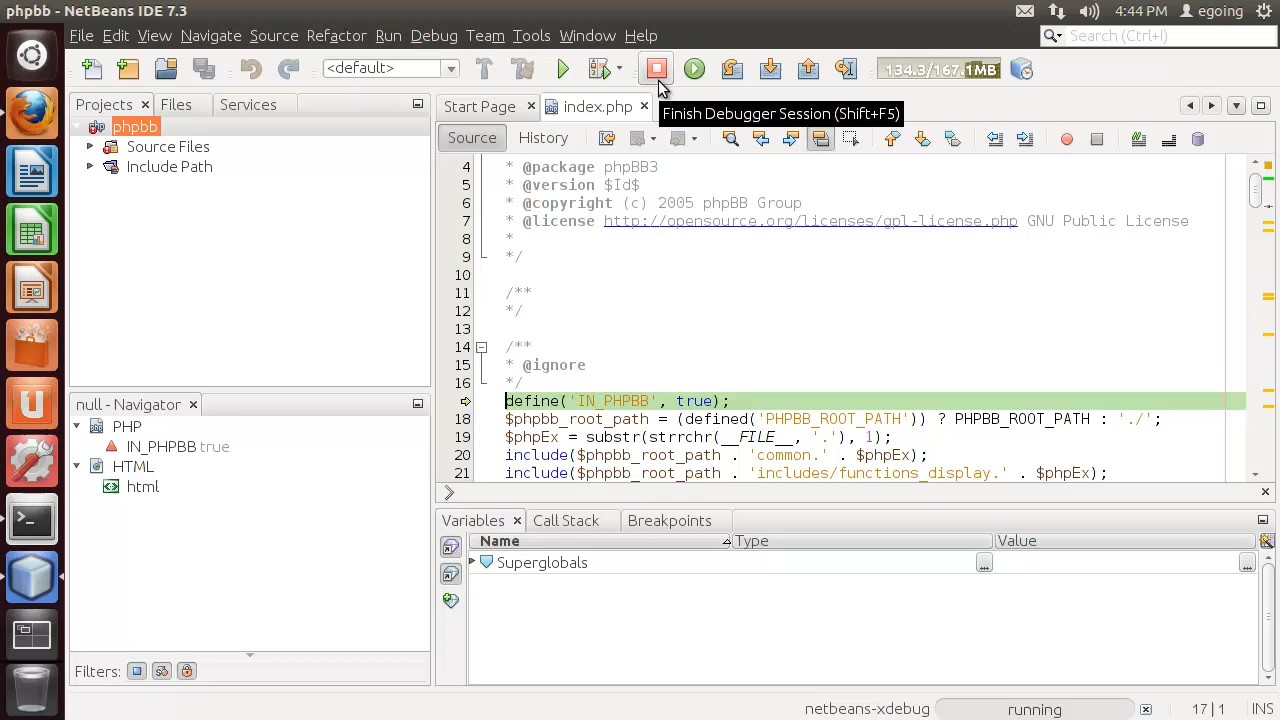 phpbb - NetBeans IDE 7.3
4:44 PM egoing
File Edit View Navigate Source Refactor Run Debug Team Tools Window Help
Search (Ctrl+I)
<default>
134.3/167.1MB
Projects Files Services
Start Page index.php
Finish Debugger Session (Shift+F5)
phpbb
Source Files
Include Path
Source History
4 * @package phpBB3
5 * @version $Id$
6 * @copyright (c) 2005 phpBB Group
7 * @license http://opensource.org/licenses/gpl-license.php GNU Public License
8 *
9 */
10
11 /**
12 */
13
14 /**
15 * @ignore
16 */
define('IN_PHPBB', true);
18 $phpbb_root_path = (defined('PHPBB_ROOT_PATH')) ? PHPBB_ROOT_PATH : './';
19 $phpEx = substr(strrchr(__FILE__, '.'), 1);
20 include($phpbb_root_path . 'common.' . $phpEx);
21 include($phpbb_root_path . 'includes/functions_display.' . $phpEx);
null - Navigator
PHP
IN_PHPBB true
HTML
html
Filters:
Variables Call Stack Breakpoints
Name Type Value
Superglobals
netbeans-xdebug running 17 | 1 INS